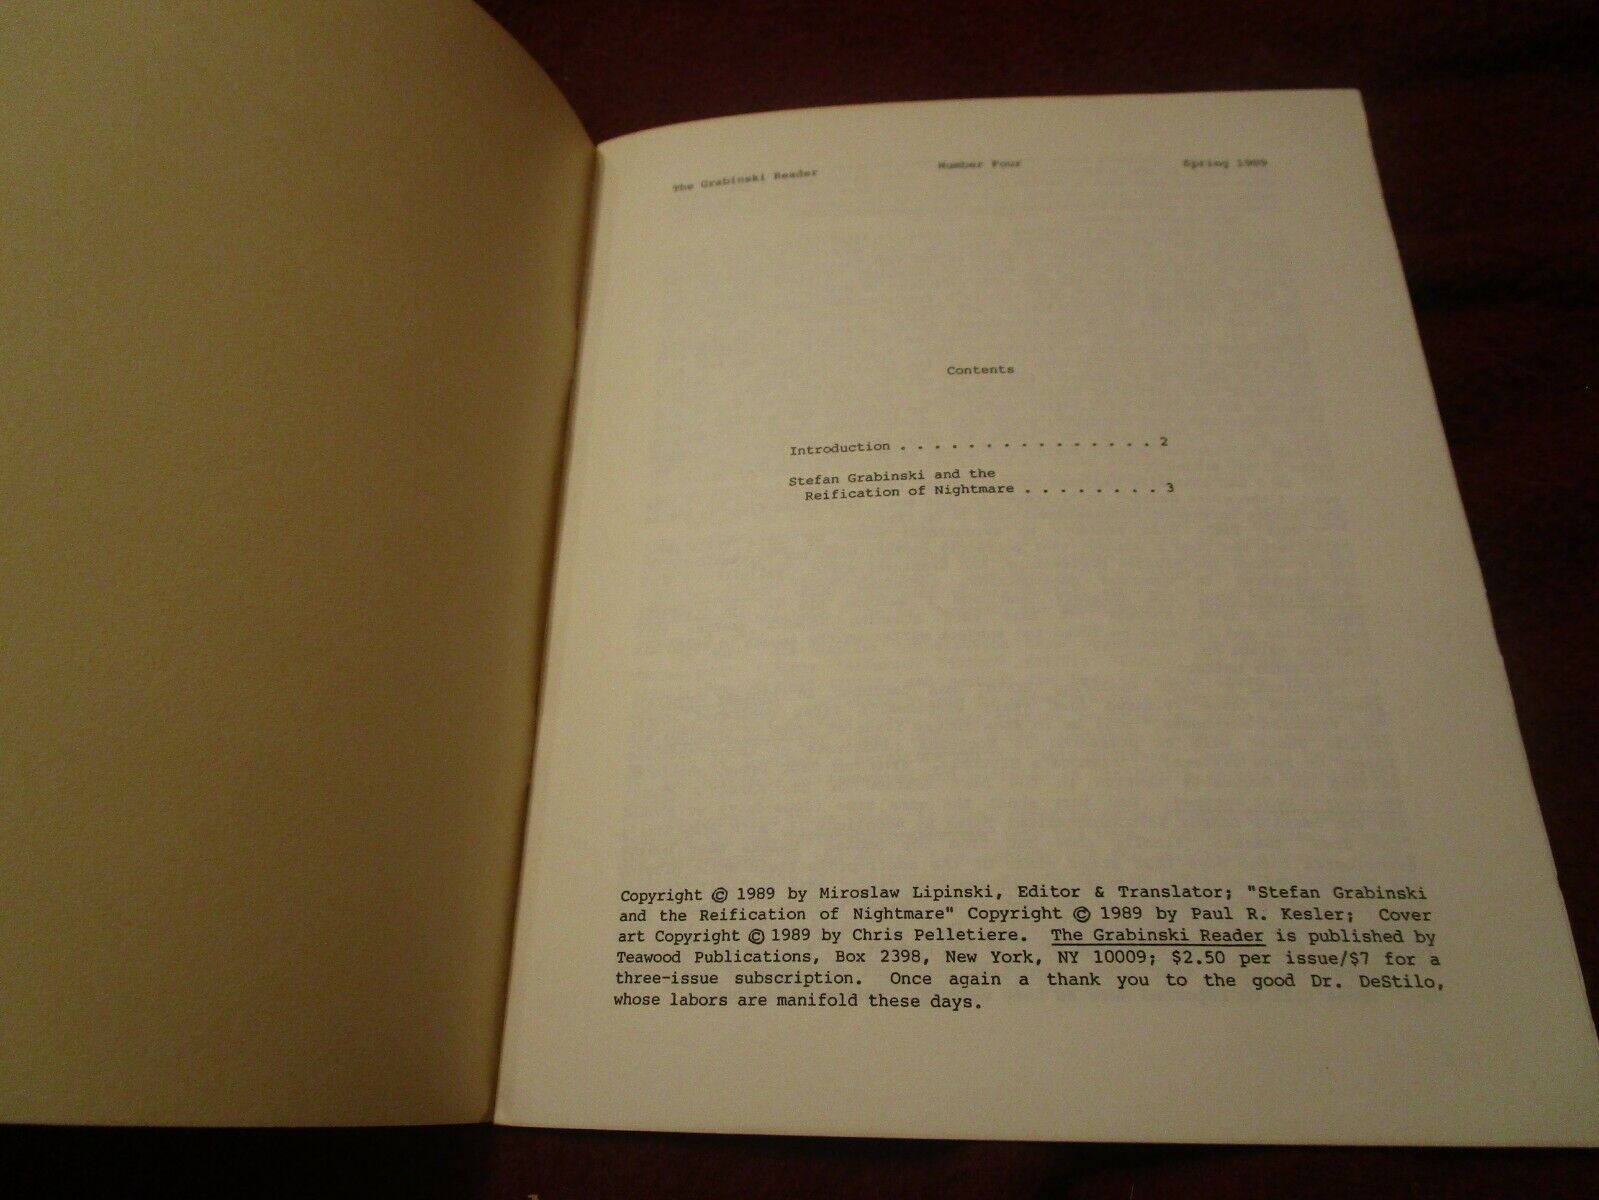 The Grabinski Reader Number Four Spring 1989
Contents
Introduction . . . . . . . . . . . . . . . 2
Stefan Grabinski and the
Reification of Nightmare . . . . . . . . 3
Copyright © 1989 by Miroslaw Lipinski, Editor & Translator; "Stefan Grabinski
and the Reification of Nightmare" Copyright © 1989 by Paul R. Kesler; Cover
art Copyright © 1989 by Chris Pelletiere. The Grabinski Reader is published by
Teawood Publications, Box 2398, New York, NY 10009; $2.50 per issue/$7 for a
three-issue subscription. Once again a thank you to the good Dr. DeStilo,
whose labors are manifold these days.